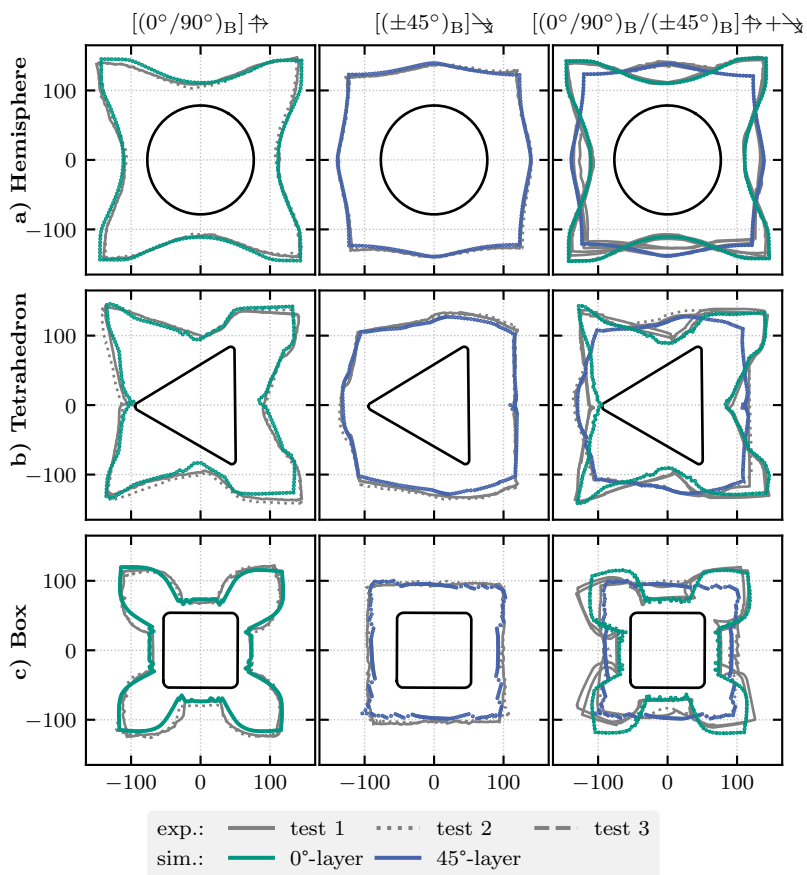 [(0°/90°)B] [(±45°)B] [(0°/90°)B/(±45°)B] +
a) Hemisphere
100
0
−100
b) Tetrahedron
100
0
−100
c) Box
100
0
−100
−100 0 100 −100 0 100 −100 0 100
exp.: test 1 test 2 test 3
sim.: 0°-layer 45°-layer